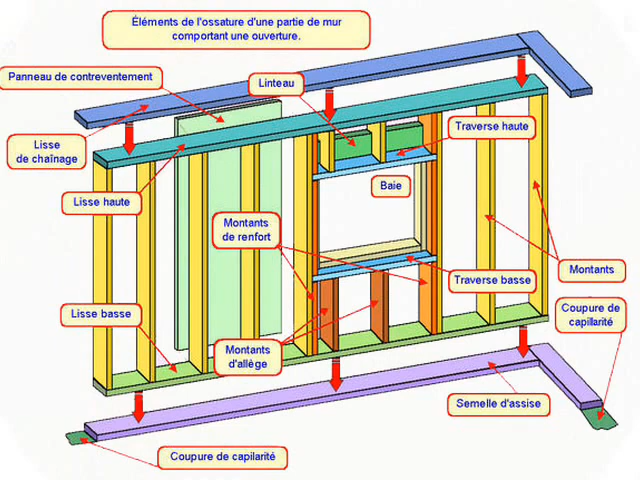 Éléments de l'ossature d'une partie de mur
comportant une ouverture.
Panneau de contreventement
Linteau
Traverse haute
Lisse
de chaînage
Baie
Lisse haute
Montants
de renfort
Montants
Traverse basse
Lisse basse
Coupure de
capilarité
Montants
d'allège
Semelle d'assise
Coupure de capilarité